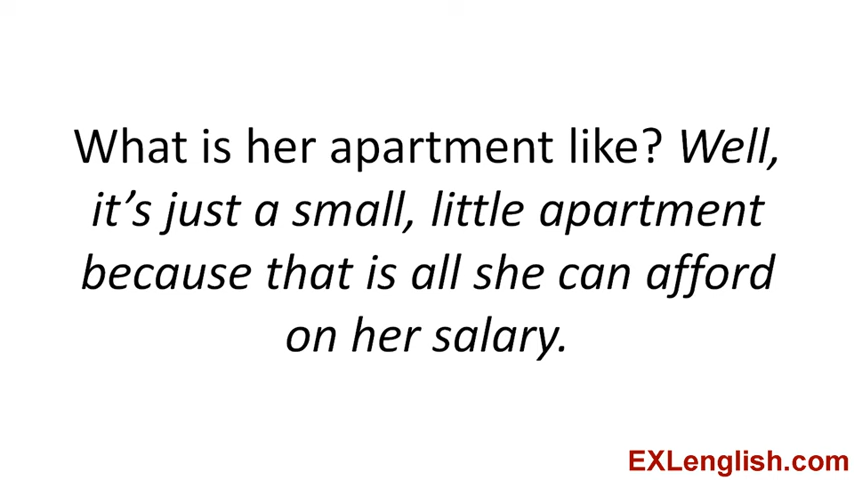 What is her apartment like? Well,
it’s just a small, little apartment
because that is all she can afford
on her salary.
EXLenglish.com